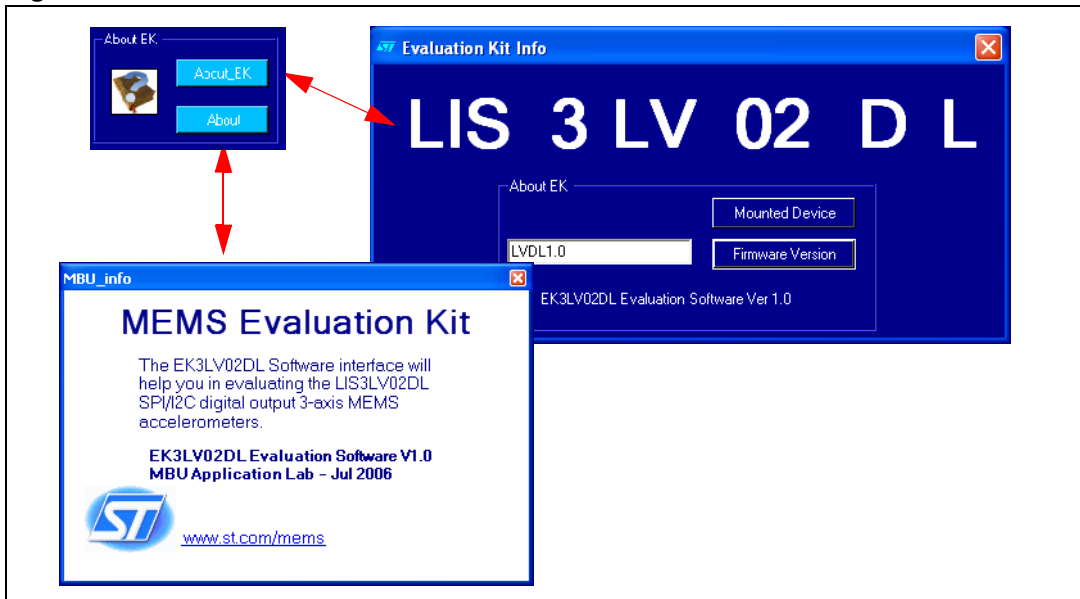 About EK
About_EK
About
Evaluation Kit Info
LIS 3 LV 02 D L
About EK
Mounted Device
LVDL1.0
Firmware Version
EK3LV02DL Evaluation Software Ver 1.0
MBU_info
MEMS Evaluation Kit
The EK3LV02DL Software interface will
help you in evaluating the LIS3LV02DL
SPI/I2C digital output 3-axis MEMS
accelerometers.
EK3LV02DL Evaluation Software V1.0
MBU Application Lab - Jul 2006
ST
www.st.com/mems